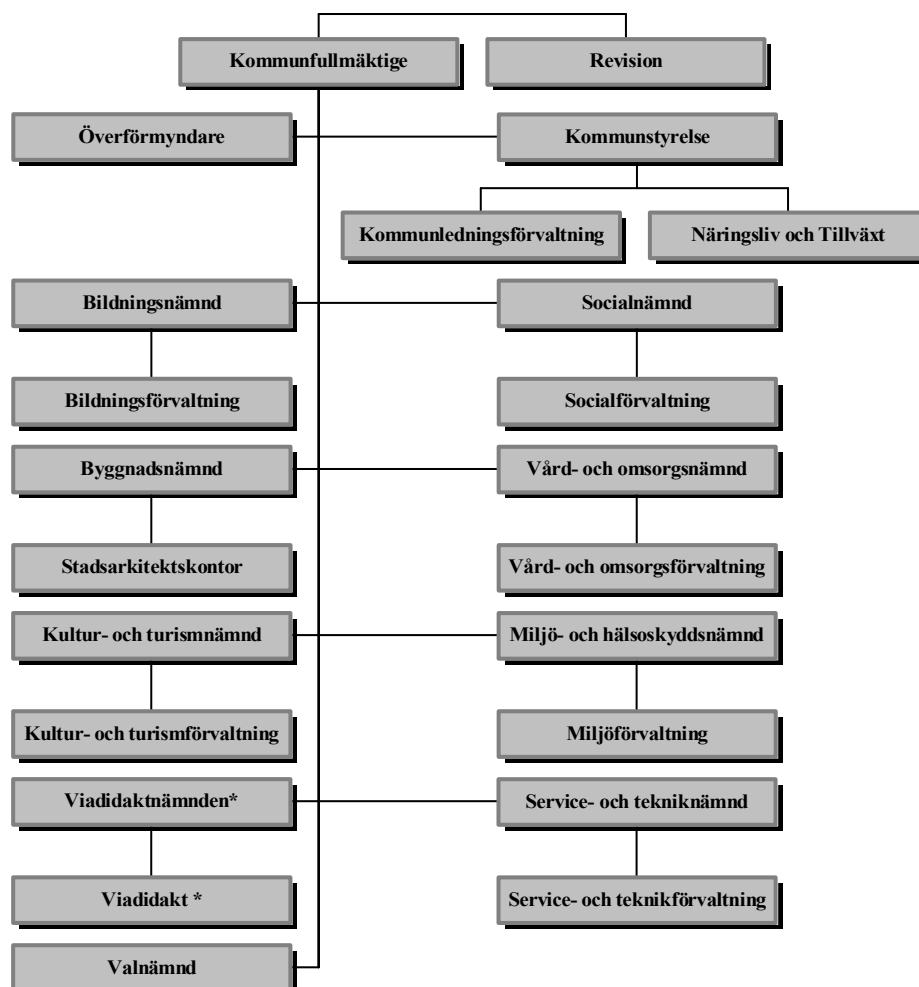 Kommunfullmäktige
Revision
Överförmyndare
Kommunstyrelse
Kommunledningsförvaltning
Näringsliv och Tillväxt
Bildningsnämnd
Socialnämnd
Bildningsförvaltning
Socialförvaltning
Byggnadsnämnd
Vård- och omsorgsnämnd
Stadsarkitektskontor
Vård- och omsorgsförvaltning
Kultur- och turismnämnd
Miljö- och hälsoskyddsnämnd
Kultur- och turismförvaltning
Miljöförvaltning
Viadidaktnämnden*
Service- och tekniknämnd
Viadidakt *
Service- och teknikförvaltning
Valnämnd